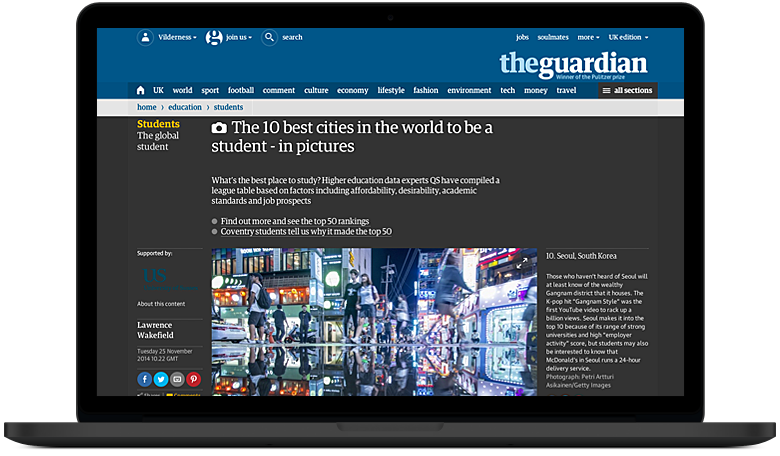 Vilderness
join us
search
jobs
soulmates
more
UK edition
theguardian
Winner of the Pulitzer prize
UK world sport football comment culture economy lifestyle fashion environment tech money travel
all sections
home › education › students
Students
The global
student
The 10 best cities in the world to be a
student - in pictures
What's the best place to study? Higher education data experts QS have compiled a
league table based on factors including affordability, desirability, academic
standards and job prospects
Find out more and see the top 50 rankings
Coventry students tell us why it made the top 50
Supported by:
About this content
Lawrence
Wakefield
Tuesday 25 November
2014 10.22 GMT
10. Seoul, South Korea
Those who haven't heard of Seoul will
at least know of the wealthy
Gangnam district that it houses. The
K-pop hit "Gangnam Style" was the
first YouTube video to rack up a
billion views. Seoul makes it into the
top 10 because of its range of strong
universities and high "employer
activity" score, but students may also
be interested to know that
McDonald's in Seoul runs a 24-hour
delivery service.
Photograph: Petri Artturi
Asikainen/Getty Images